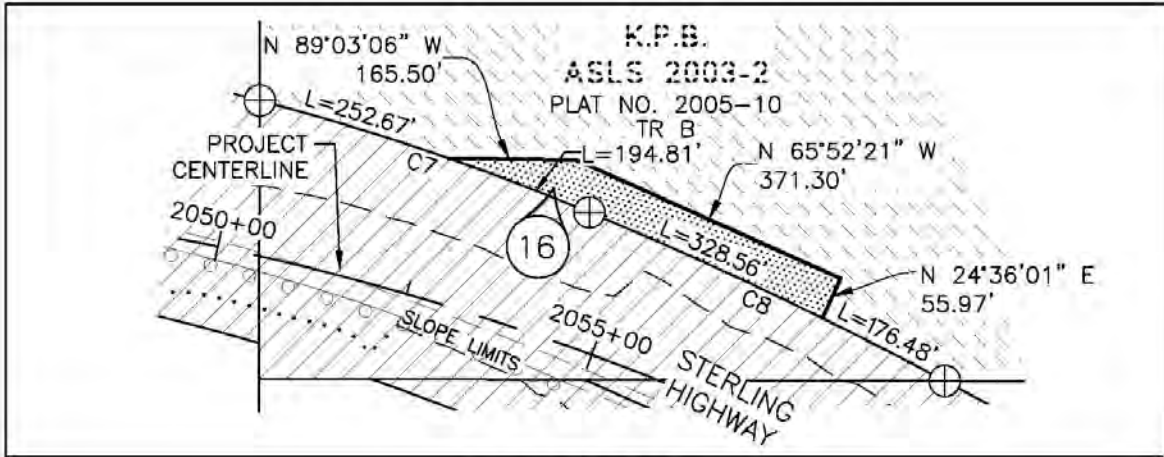 N 89°03'06" W
165.50'
K.P.B.
ASLS 2003-2
PLAT NO. 2005-10
TR B
L=252.67'
L=194.81'
C7
PROJECT
CENTERLINE
N 65°52'21" W
371.30'
2050+00
16
L=328.56
C8
N 24°36'01" E
55.97'
L=176.48'
2055+00
SLOPE LIMITS
STERLING
HIGHWAY